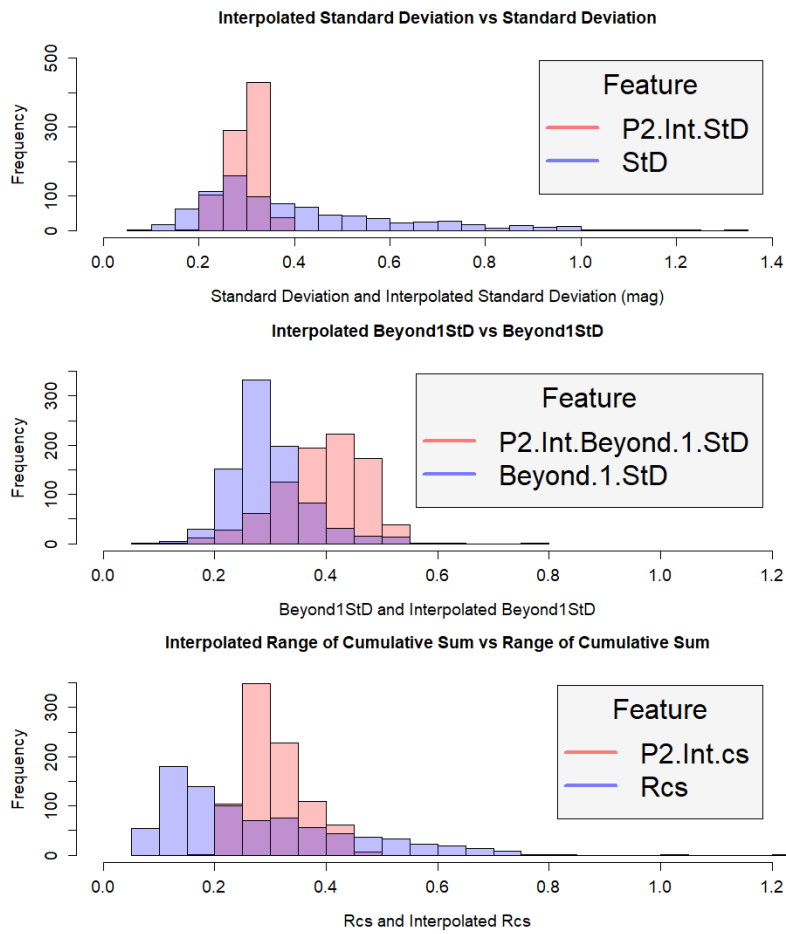 Interpolated Standard Deviation vs Standard Deviation
Frequency
0 100 300 500
Feature
P2.Int.StD
StD
0.0 0.2 0.4 0.6 0.8 1.0 1.2 1.4
Standard Deviation and Interpolated Standard Deviation (mag)
Interpolated Beyond1StD vs Beyond1StD
Frequency
0 100 200 300
Feature
P2.Int.Beyond.1.StD
Beyond.1.StD
0.0 0.2 0.4 0.6 0.8 1.0 1.2
Beyond1StD and Interpolated Beyond1StD
Interpolated Range of Cumulative Sum vs Range of Cumulative Sum
Frequency
0 100 200 300
Feature
P2.Int.cs
Rcs
0.0 0.2 0.4 0.6 0.8 1.0 1.2
Rcs and Interpolated Rcs